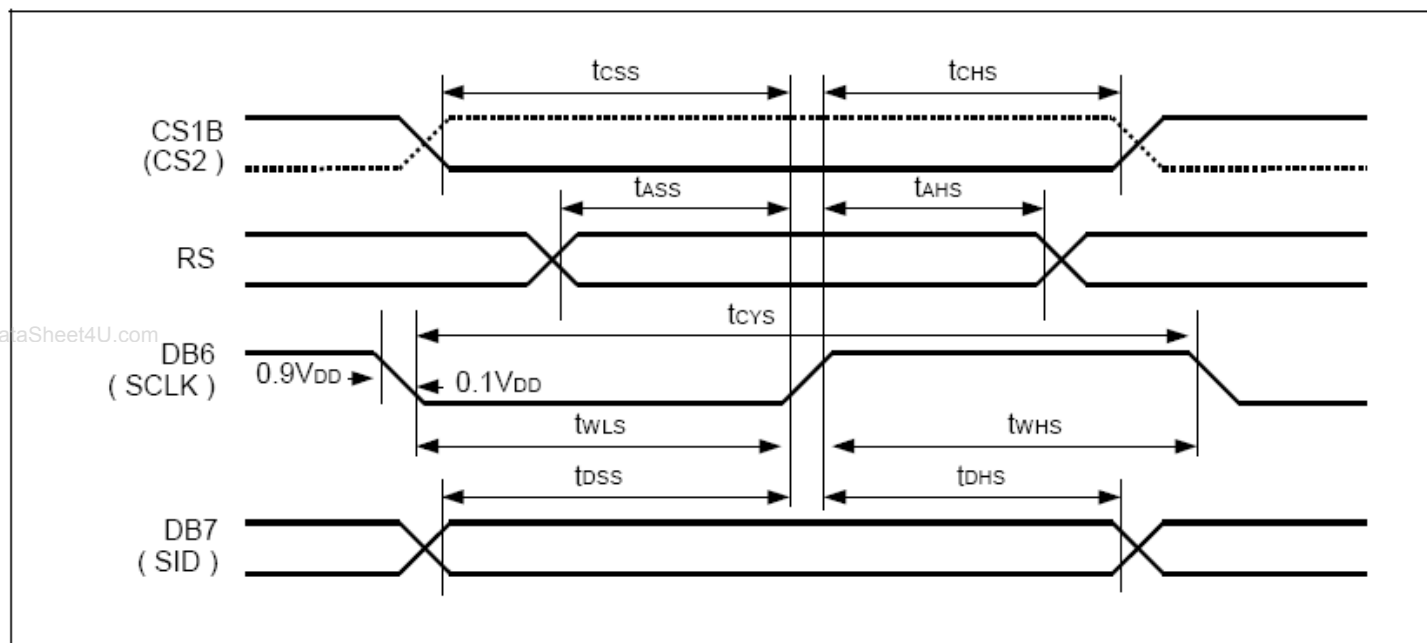 tCSS
tCHS
CS1B
(CS2 )
tASS
tAHS
RS
tCYS
ataSheet4U.com
DB6
( SCLK )
0.9VDD
0.1VDD
tWLS
tWHS
tDSS
tDHS
DB7
( SID )